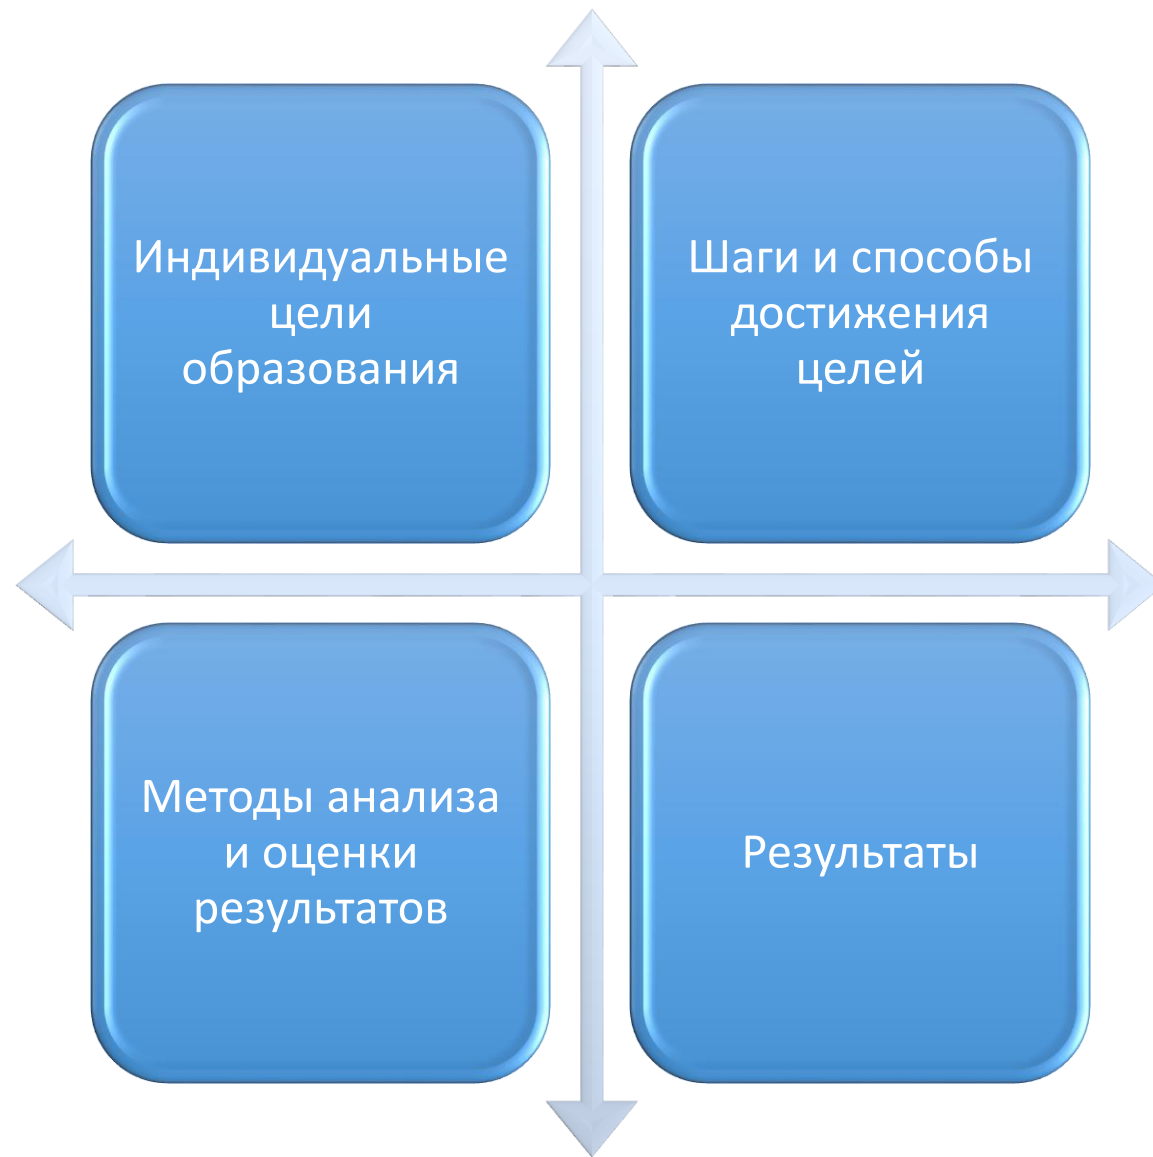 Индивидуальные
цели
образования
Шаги и способы
достижения
целей
Методы анализа
и оценки
результатов
Результаты